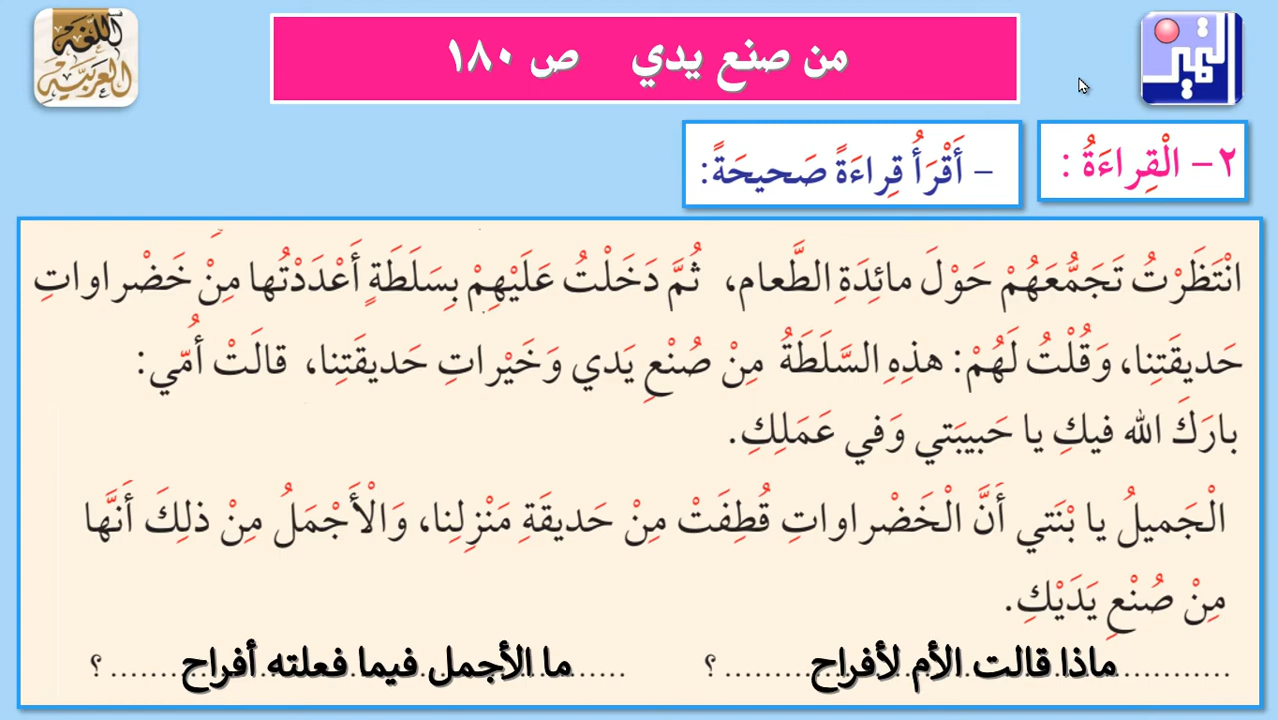 اللغة العربية
من صنع يدي ص ١٨٠
التميز
٢- الْقِراءَةُ :
- أَقْرَأُ قِراءَةً صَحيحَةً:
انْتَظَرْتُ تَجَمُّعَهُمْ حَوْلَ مائِدَةِ الطَّعام، ثُمَّ دَخَلْتُ عَلَيْهِمْ بِسَلَطَةٍ أَعْدَدْتُها مِنْ خَضْراواتِ
حَديقَتِنا، وَقُلْتُ لَهُمْ: هذِهِ السَّلَطَةُ مِنْ صُنْعِ يَدي وَخَيْراتِ حَديقَتِنا، قالَتْ أُمّي:
بارَكَ الله فيكِ يا حَبيبَتي وَفي عَمَلِكِ.
الْجَميلُ يا بْنَتي أَنَّ الْخَضْراواتِ قُطِفَتْ مِنْ حَديقَةِ مَنْزِلِنا، وَالْأَجْمَلُ مِنْ ذلِكَ أَنَّها
مِنْ صُنْعِ يَدَيْكِ.
ماذا قالت الأم لأفراح ؟
ما الأجمل فيما فعلته أفراح ؟